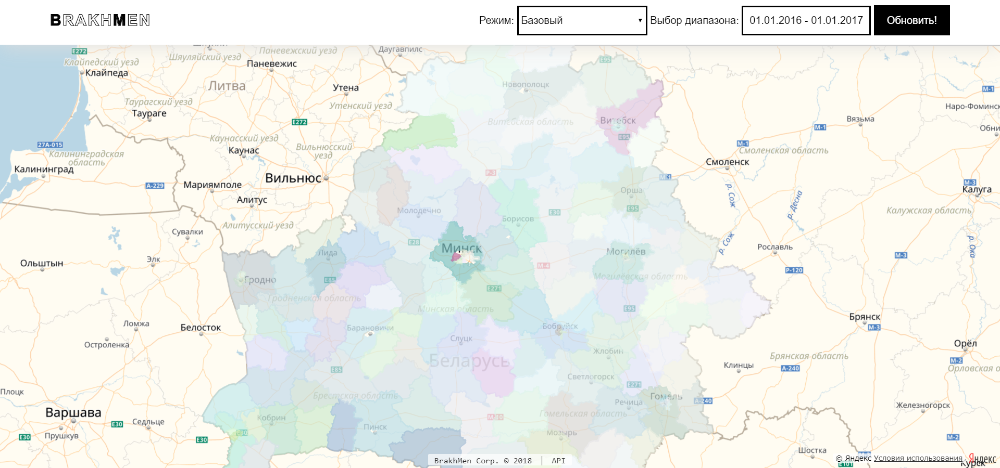 BRAKHMEN
Режим: Базовый Выбор диапазона: 01.01.2016 - 01.01.2017 Обновить!
E272
Клайпедский уезд
Клайпеда
Шяуляйский уезд
Паневежский уезд
Паневежис
Даугавпилс
E95
Новополоцк
М-1
Литва
Утена
Таурагский уезд
Утенский уезд
Таураге
E272
Витебская область
Витебск
E95
Вязьма
М-1
Наро-Фоминск
27А-015
Каунасский уезд
Каунас
Вильнюсский
уезд
М-1
Смоленская область
Калининградская
область
Калининград
Вильнюс
Р-3
Смоленск
М-1
А-229
Мариямполе
Алитус
Орша
E95
р. Сож
р. Десна
М-3
Калуга
Молодечно
Борисов
E30
Калужская область
Алитусский уезд
Сувалки
E28
Минск
р. Сож
р. Ока
Рославль
М-1
Ольштын
Элк
Лида
Могилёв
М-4
Р-120
Гродно
E85
E271
Могилёвская область
Гродненская область
Минская область
E95
Ломжа
Белосток
Барановичи
Бобруйск
Брянск
М-3
Остроленка
Слуцк
Жлобин
Орёл
М-2
Беларусь
Брянская область
Клинцы
А-240
E85
Светлогорск
E271
Плоцк
Брестская область
Речица
Гомель
А-240
Варшава
Седльце
E30
Кобрин
E30
М-10
Гомельская область
Железногорск
Прушкув
E30
E30
Пинск
Мозырь
М-2
Шостка
E101
Курск
BrakhMen Corp. © 2018 | API
© Яндекс Условия использования
Яндекс